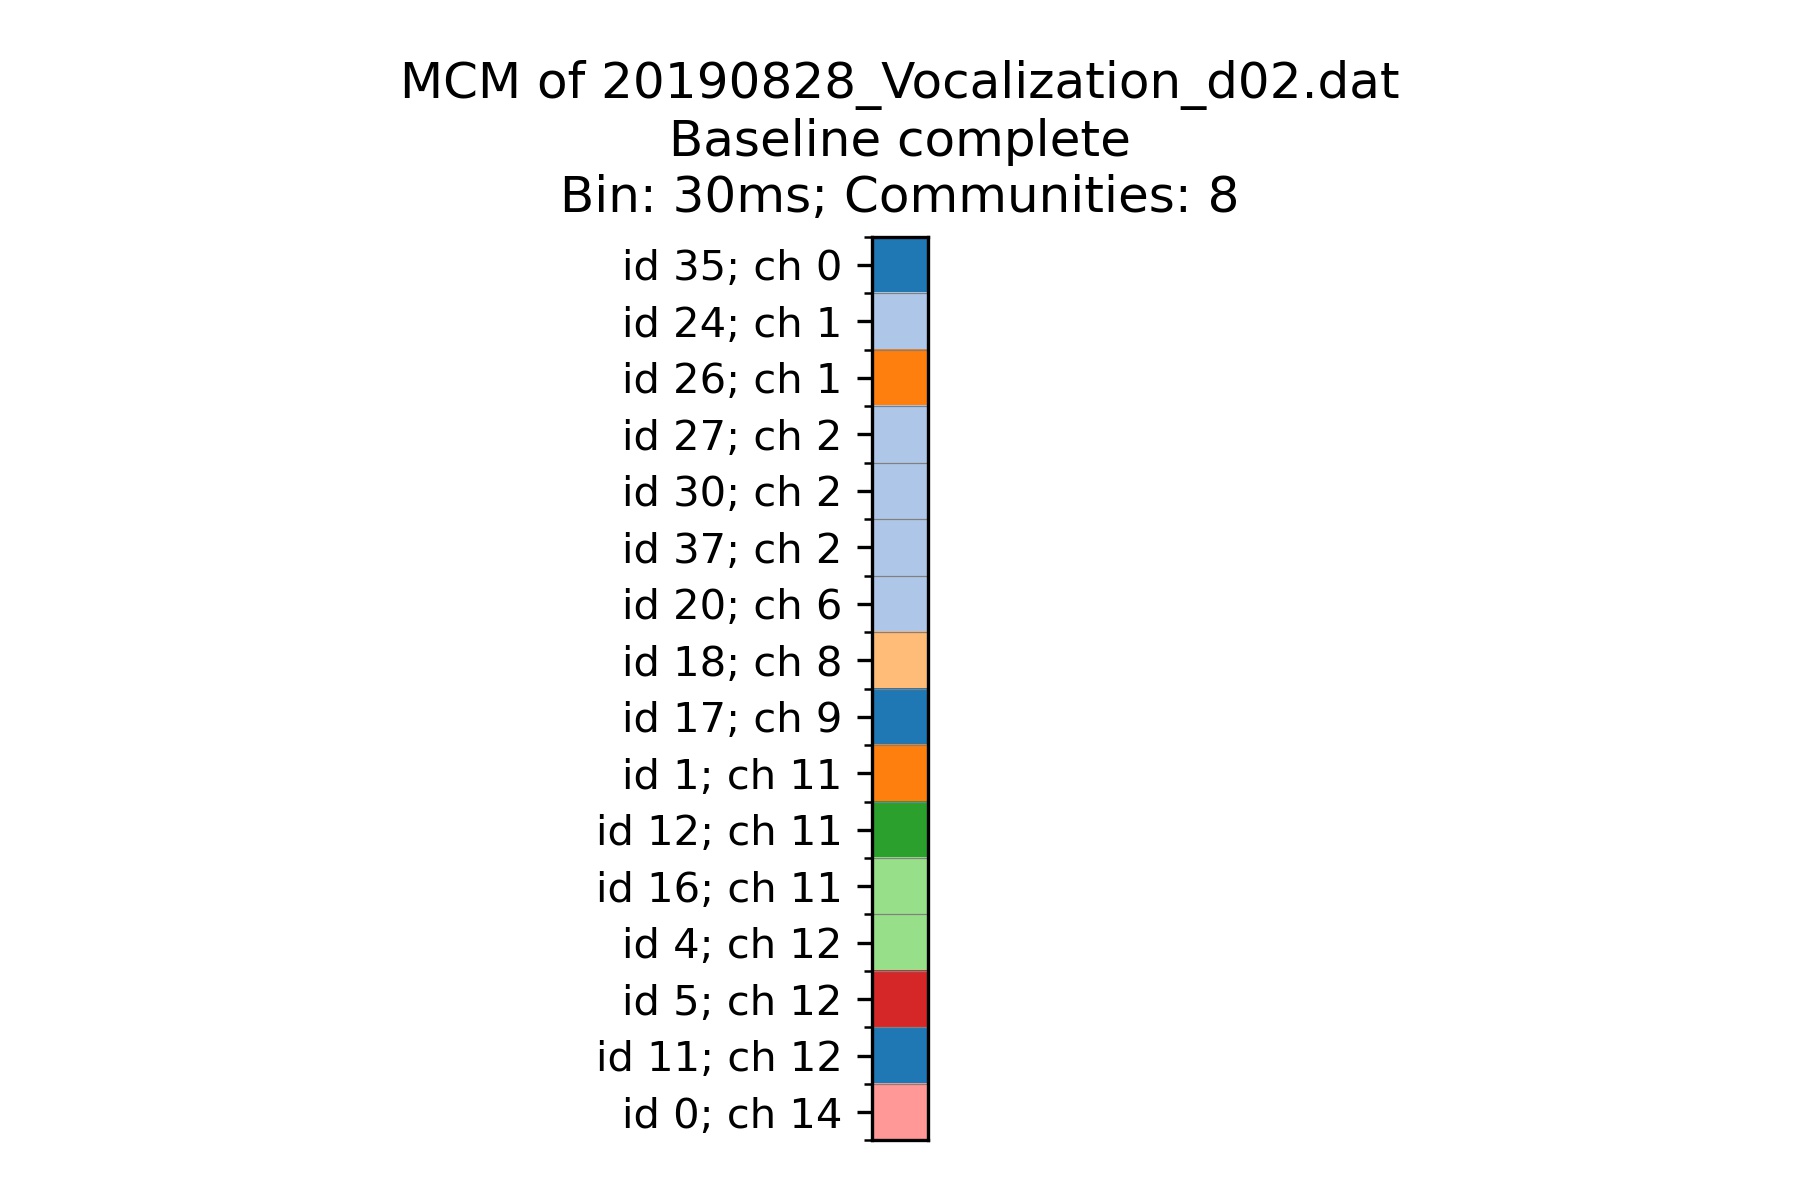 MCM of 20190828_Vocalization_d02.dat
Baseline complete
Bin: 30ms; Communities: 8
id 35; ch 0
id 24; ch 1
id 26; ch 1
id 27; ch 2
id 30; ch 2
id 37; ch 2
id 20; ch 6
id 18; ch 8
id 17; ch 9
id 1; ch 11
id 12; ch 11
id 16; ch 11
id 4; ch 12
id 5; ch 12
id 11; ch 12
id 0; ch 14